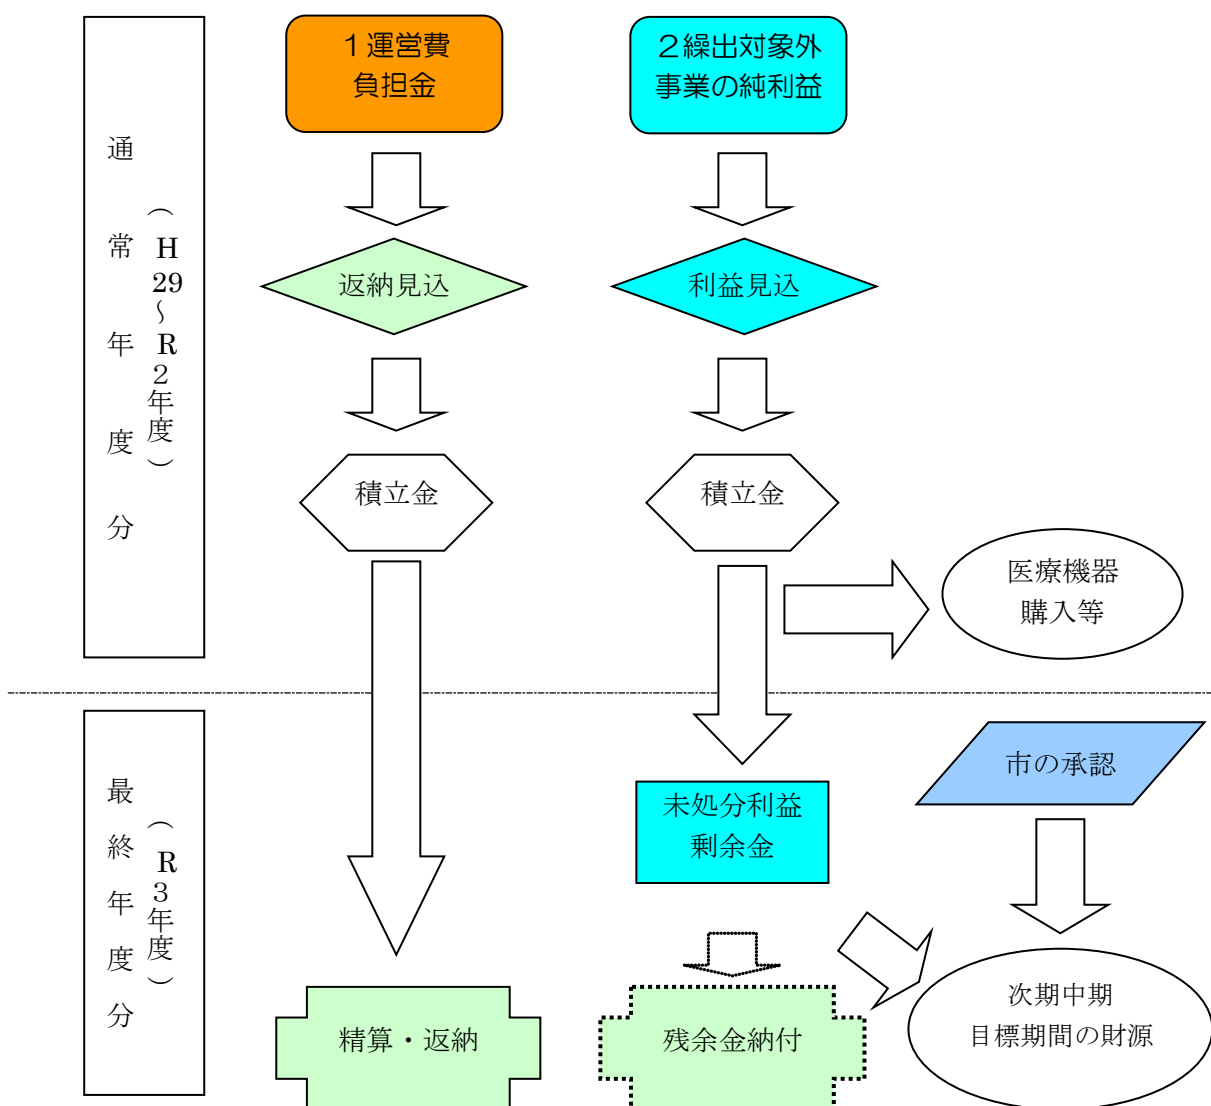 通常年度分
（H29～R２年度）
１運営費
負担金
２繰出対象外
事業の純利益
返納見込
利益見込
積立金
積立金
医療機器
購入等
最終年度分
（R３年度）
未処分利益
剰余金
市の承認
精算・返納
残余金納付
次期中期
目標期間の財源